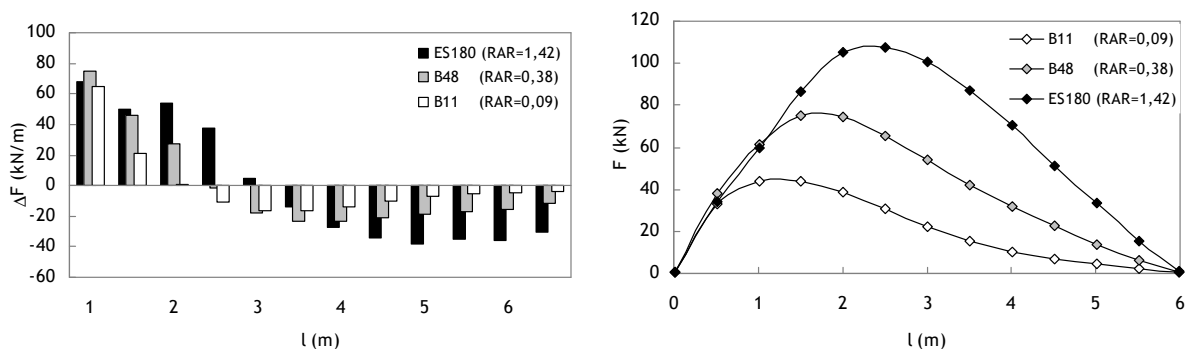 100
80
60
40
20
0
-20
-40
-60
ΔF (kN/m)
ES180 (RAR=1,42)
B48 (RAR=0,38)
B11 (RAR=0,09)
1 2 3 4 5 6
l (m)
120
100
80
60
40
20
0
F (kN)
B11 (RAR=0,09)
B48 (RAR=0,38)
ES180 (RAR=1,42)
0 1 2 3 4 5 6
l (m)